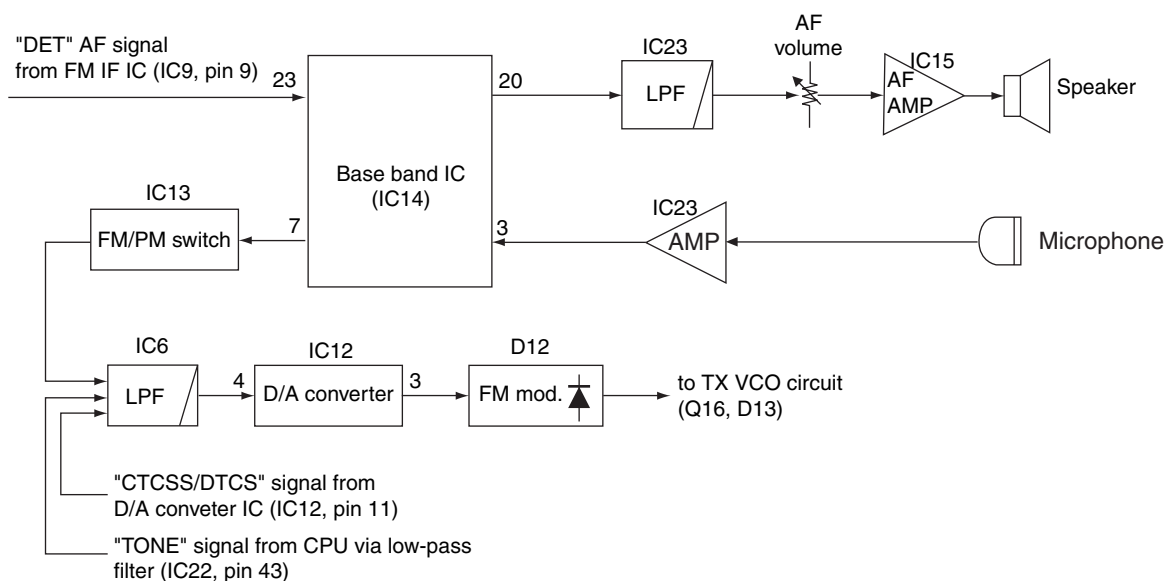 "DET" AF signal
from FM IF IC (IC9, pin 9)
23
Base band IC
(IC14)
20
IC23
LPF
AF
volume
IC15
AF
AMP
Speaker
IC13
FM/PM switch
7
3
IC23
AMP
Microphone
IC6
LPF
4
IC12
D/A converter
3
D12
FM mod.
to TX VCO circuit
(Q16, D13)
"CTCSS/DTCS" signal from
D/A conveter IC (IC12, pin 11)
"TONE" signal from CPU via low-pass
filter (IC22, pin 43)